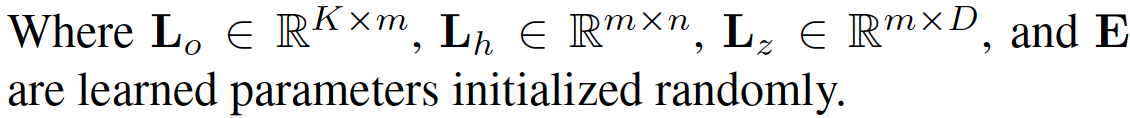 Where $\mathbf{L}_o \in \mathbb{R}^{K \times m}$, $\mathbf{L}_h \in \mathbb{R}^{m \times n}$, $\mathbf{L}_z \in \mathbb{R}^{m \times D}$, and $\mathbf{E}$
are learned parameters initialized randomly.